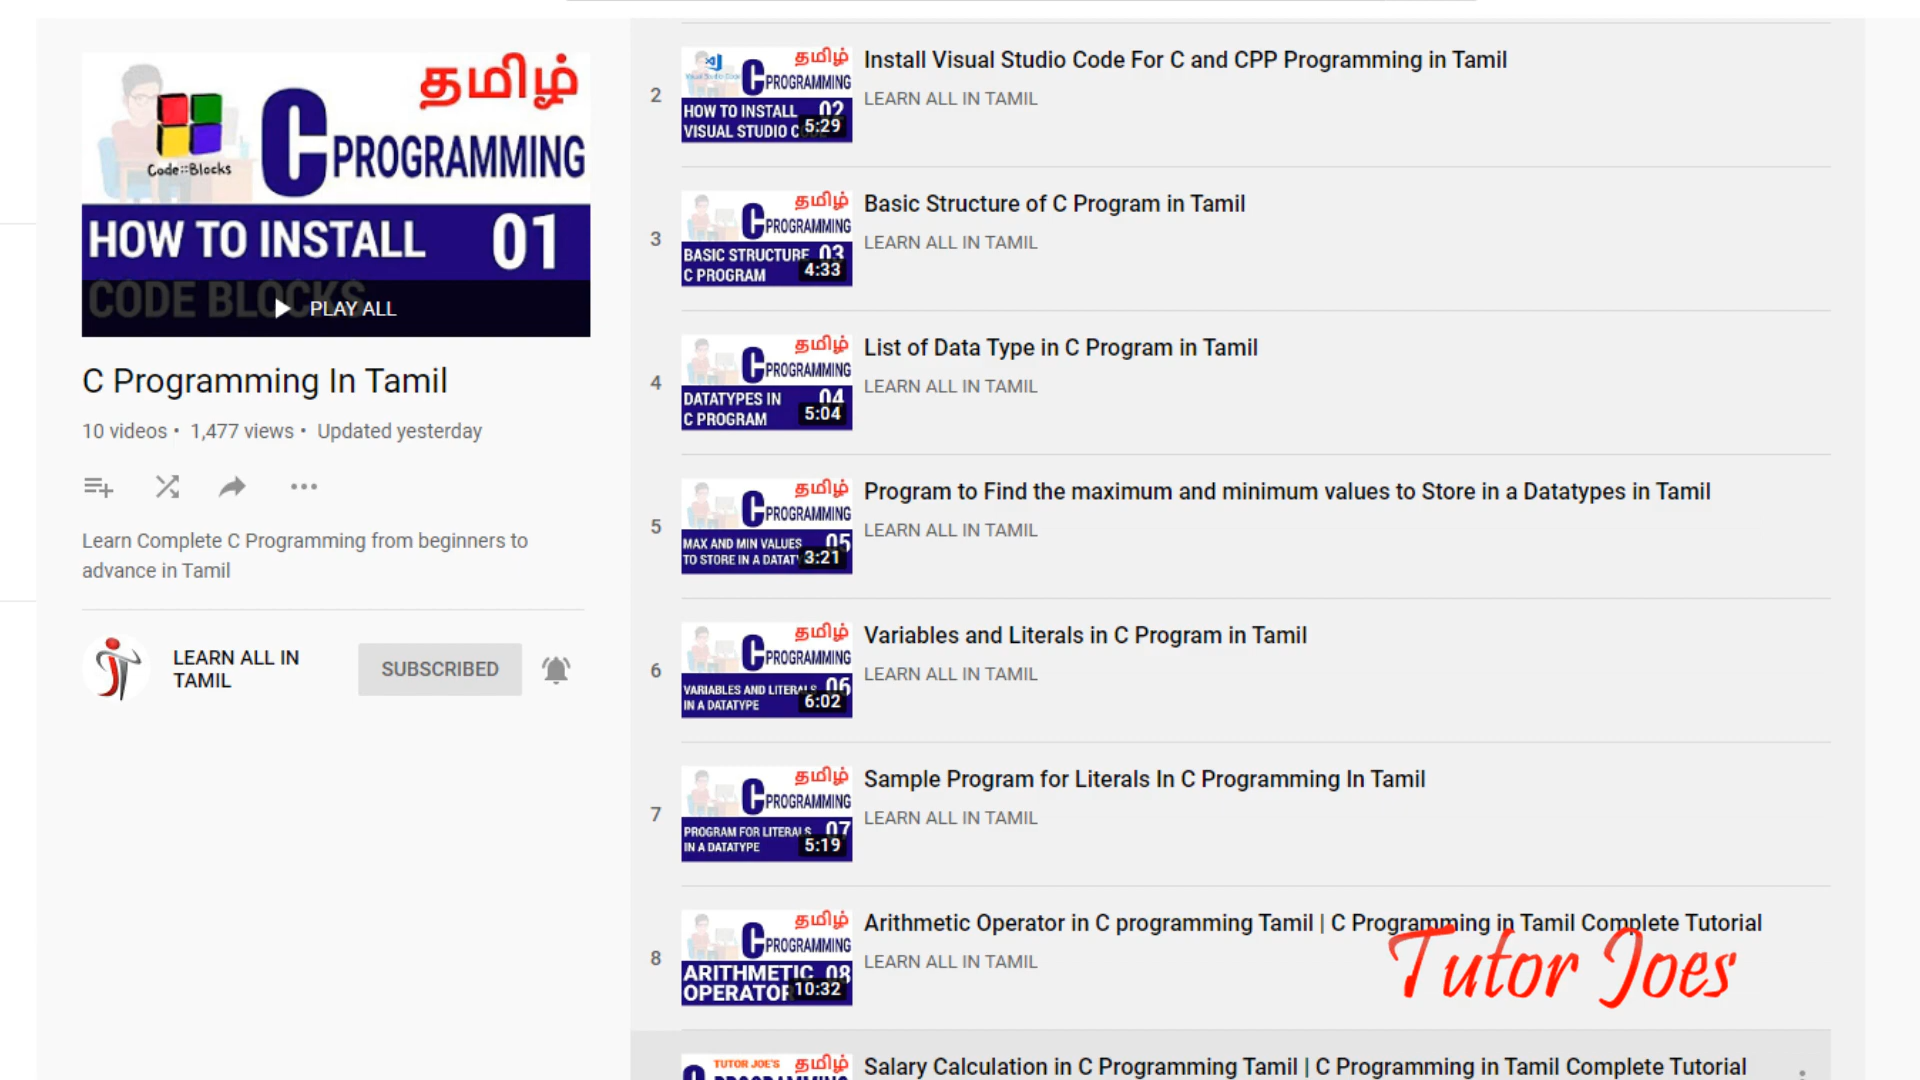 தமிழ்
C PROGRAMMING
Code::Blocks
HOW TO INSTALL 01
CODE BLOCKS
PLAY ALL
C Programming In Tamil
10 videos • 1,477 views • Updated yesterday
Learn Complete C Programming from beginners to
advance in Tamil
LEARN ALL IN
TAMIL
SUBSCRIBED
2
தமிழ்
Visual Studio Code
C PROGRAMMING
HOW TO INSTALL 02
VISUAL STUDIO 5:29
Install Visual Studio Code For C and CPP Programming in Tamil
LEARN ALL IN TAMIL
3
தமிழ்
C PROGRAMMING
BASIC STRUCTURE 03
C PROGRAM 4:33
Basic Structure of C Program in Tamil
LEARN ALL IN TAMIL
4
தமிழ்
C PROGRAMMING
DATATYPES IN 04
C PROGRAM 5:04
List of Data Type in C Program in Tamil
LEARN ALL IN TAMIL
5
தமிழ்
C PROGRAMMING
MAX AND MIN VALUES 05
TO STORE IN A 3:21
Program to Find the maximum and minimum values to Store in a Datatypes in Tamil
LEARN ALL IN TAMIL
6
தமிழ்
C PROGRAMMING
VARIABLES AND LITERALS 06
IN A DATATYPE 6:02
Variables and Literals in C Program in Tamil
LEARN ALL IN TAMIL
7
தமிழ்
C PROGRAMMING
PROGRAM FOR LITERALS 07
IN A DATATYPE 5:19
Sample Program for Literals In C Programming In Tamil
LEARN ALL IN TAMIL
8
தமிழ்
C PROGRAMMING
ARITHMETIC 08
OPERATOR 10:32
Arithmetic Operator in C programming Tamil | C Programming in Tamil Complete Tutorial
LEARN ALL IN TAMIL
Tutor Joes
TUTOR JOE'S தமிழ்
C PROGRAMMING
Salary Calculation in C Programming Tamil | C Programming in Tamil Complete Tutorial